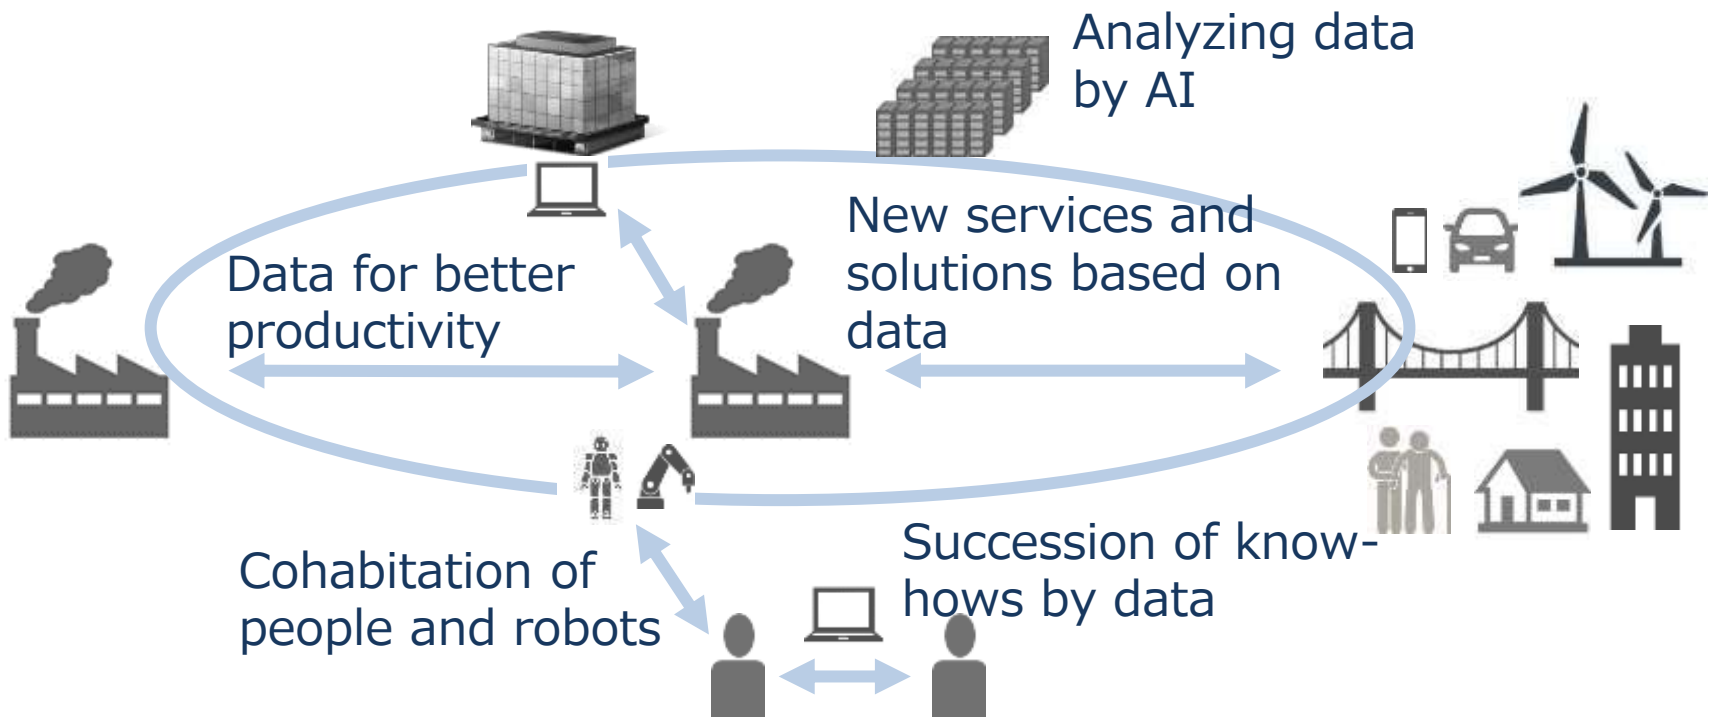 Analyzing data
by AI
New services and
solutions based on
data
Data for better
productivity
Succession of know-
hows by data
Cohabitation of
people and robots